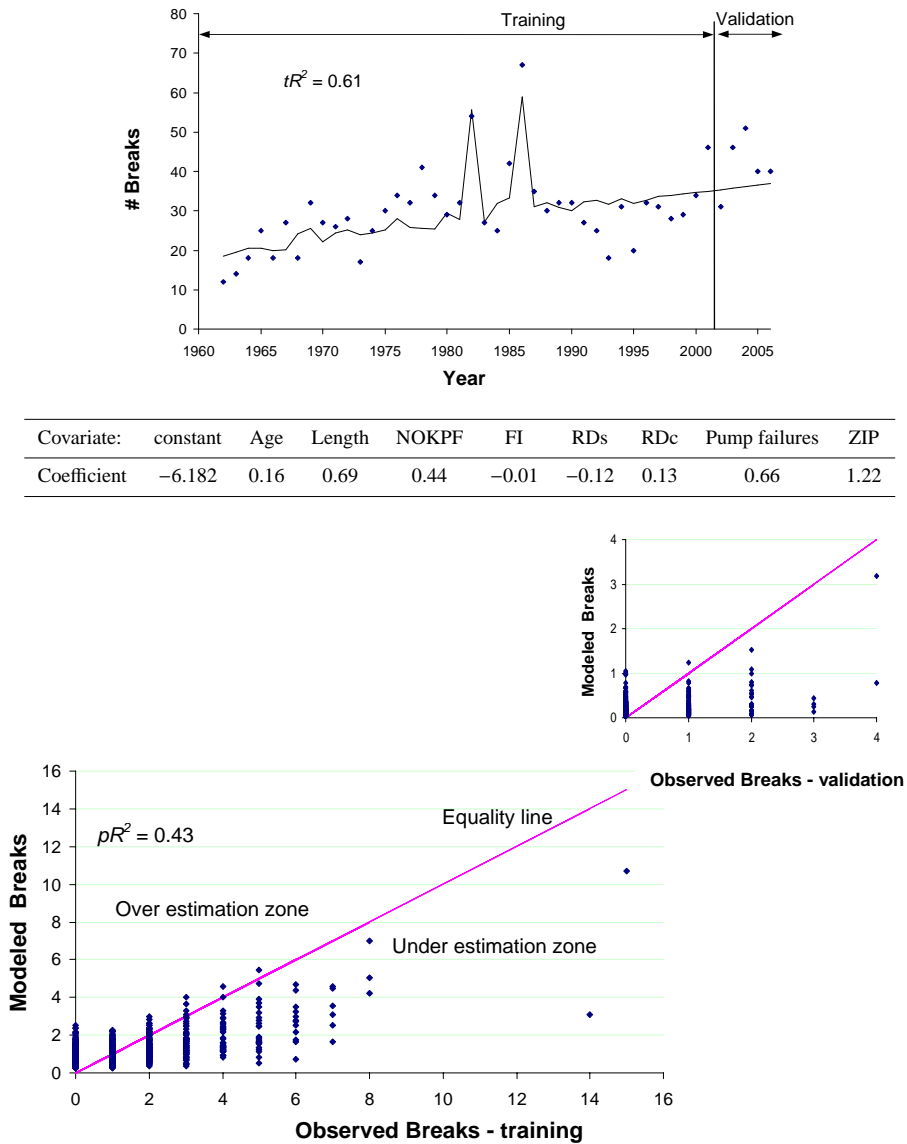 Training
Validation
tR² = 0.61
# Breaks
80
70
60
50
40
30
20
10
0
1960 1965 1970 1975 1980 1985 1990 1995 2000 2005
Year
Covariate: constant Age Length NOKPF FI RDs RDc Pump failures ZIP
Coefficient −6.182 0.16 0.69 0.44 −0.01 −0.12 0.13 0.66 1.22
Modeled Breaks
4
3
2
1
0
0 1 2 3 4
Observed Breaks - validation
Modeled Breaks
16
14
12
10
8
6
4
2
0
pR² = 0.43
Equality line
Over estimation zone
Under estimation zone
0 2 4 6 8 10 12 14 16
Observed Breaks - training